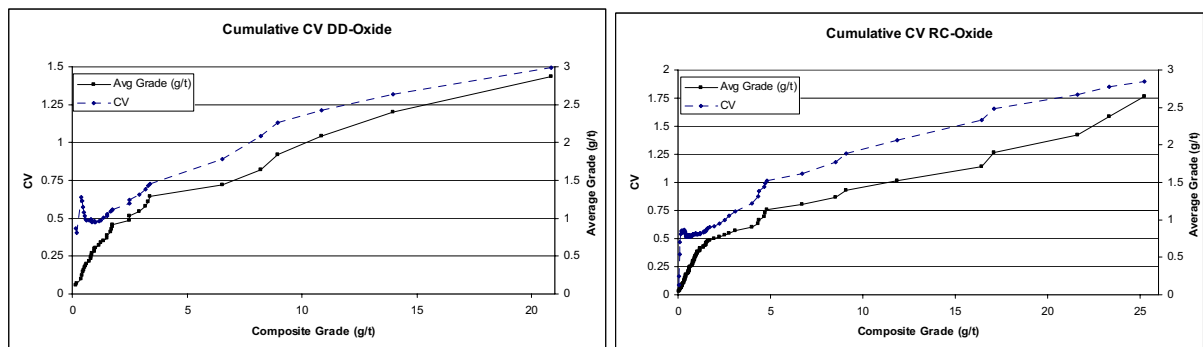 Cumulative CV DD-Oxide
Avg Grade (g/t)
CV
1.5
1.25
1
0.75
0.5
0.25
0
CV
3
2.5
2
1.5
1
0.5
0
Average Grade (g/t)
0 5 10 15 20
Composite Grade (g/t)
Cumulative CV RC-Oxide
Avg Grade (g/t)
CV
2
1.75
1.5
1.25
1
0.75
0.5
0.25
0
CV
3
2.5
2
1.5
1
0.5
0
Average Grade (g/t)
0 5 10 15 20 25
Composite Grade (g/t)